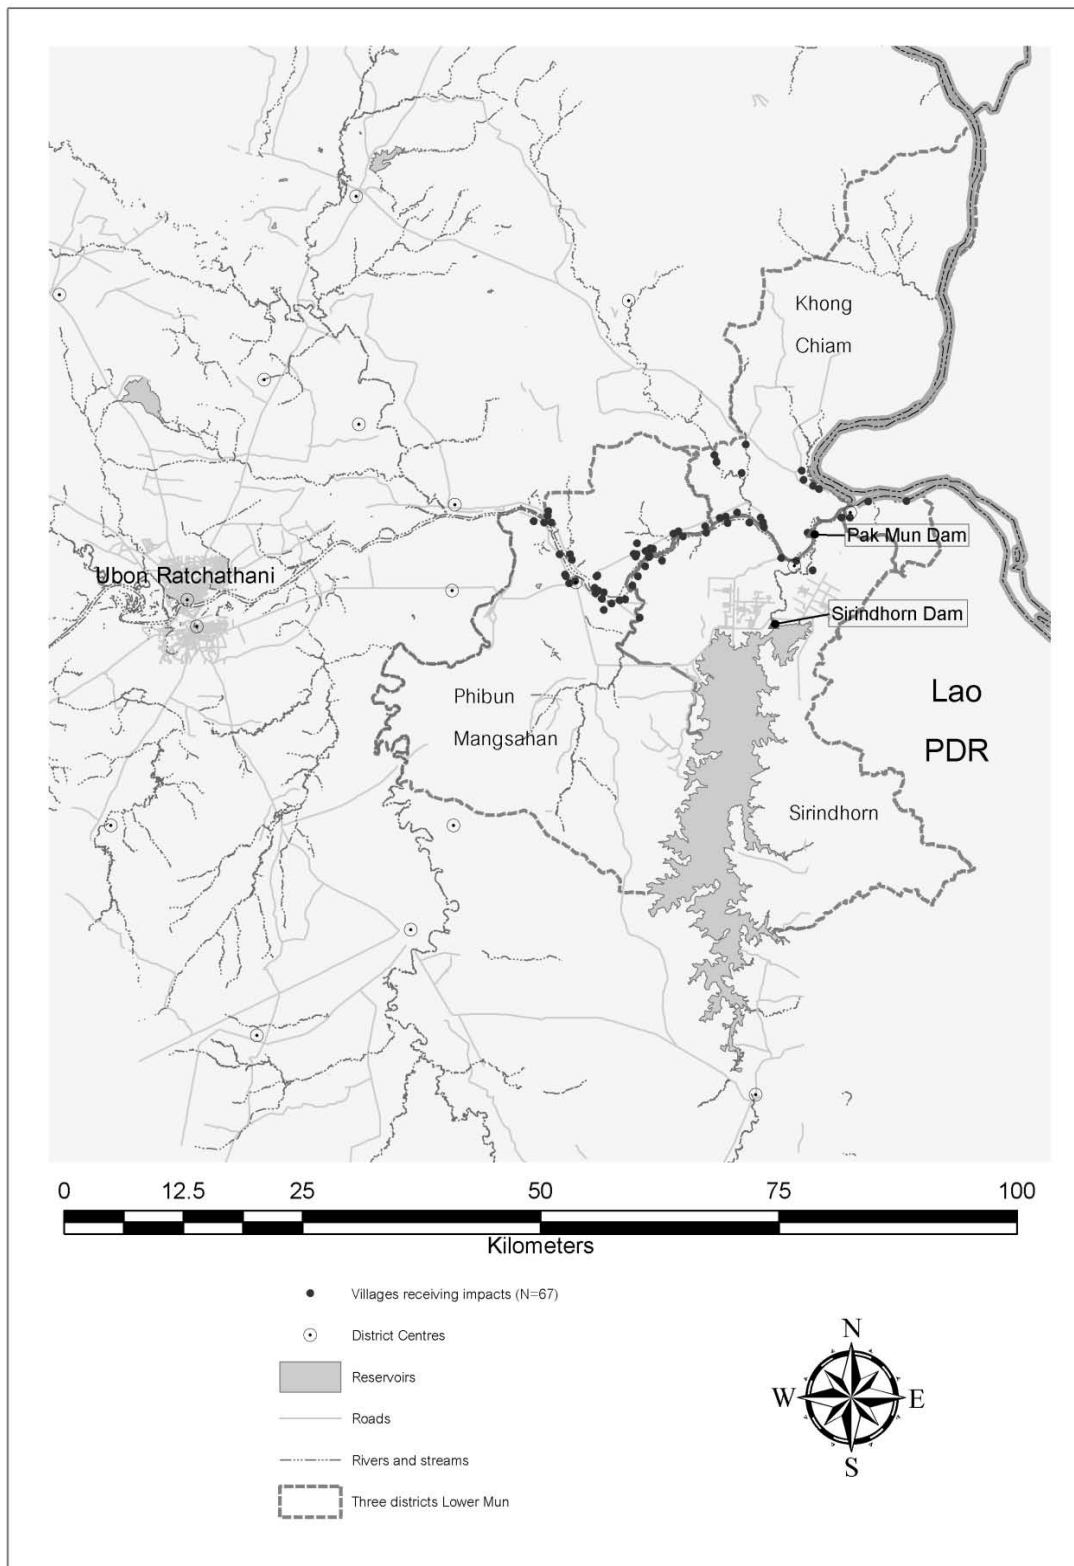 Khong
Chiam
Pak Mun Dam
Ubon Ratchathani
Sirindhorn Dam
Phibun
Mangsahan
Lao
PDR
Sirindhorn
0 12.5 25 50 75 100
Kilometers
Villages receiving impacts (N=67)
District Centres
Reservoirs
Roads
Rivers and streams
Three districts Lower Mun
N
W E
S